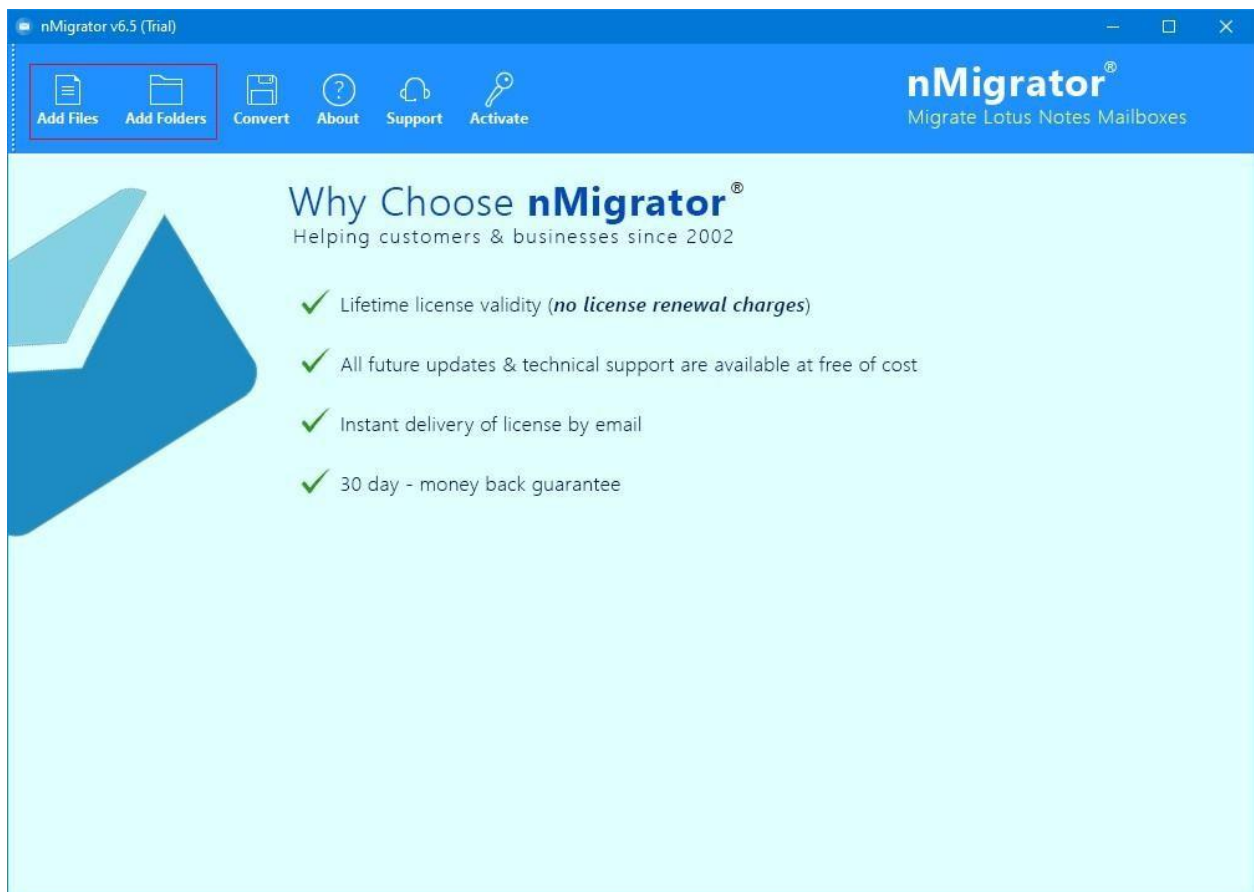 nMigrator v6.5 (Trial)
Add Files Add Folders Convert About Support Activate
nMigrator®
Migrate Lotus Notes Mailboxes
Why Choose nMigrator®
Helping customers & businesses since 2002
Lifetime license validity (no license renewal charges)
All future updates & technical support are available at free of cost
Instant delivery of license by email
30 day - money back guarantee